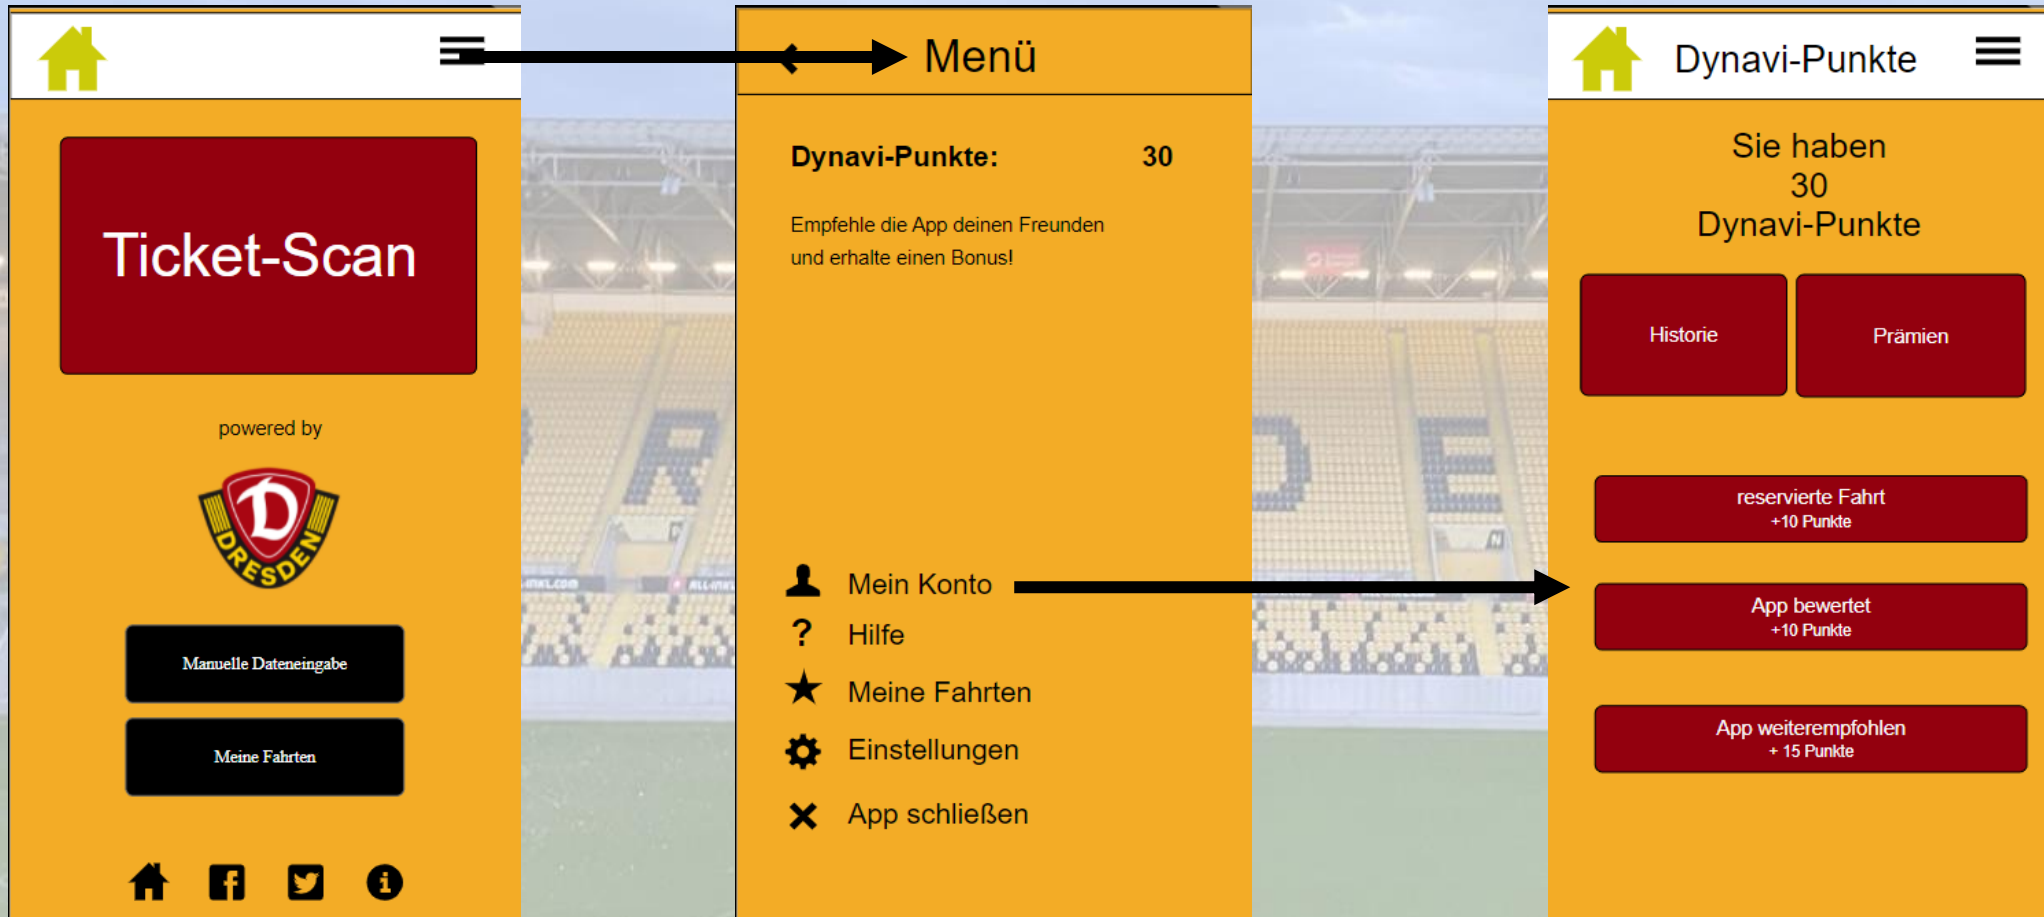 Ticket-Scan
powered by
D
DRESDEN
Manuelle Dateneingabe
Meine Fahrten
Menü
Dynavi-Punkte: 30
Empfehle die App deinen Freunden
und erhalte einen Bonus!
Mein Konto
? Hilfe
Meine Fahrten
Einstellungen
App schließen
Dynavi-Punkte
Sie haben
30
Dynavi-Punkte
Historie
Prämien
reservierte Fahrt
+10 Punkte
App bewertet
+10 Punkte
App weiterempfohlen
+ 15 Punkte
R
D E